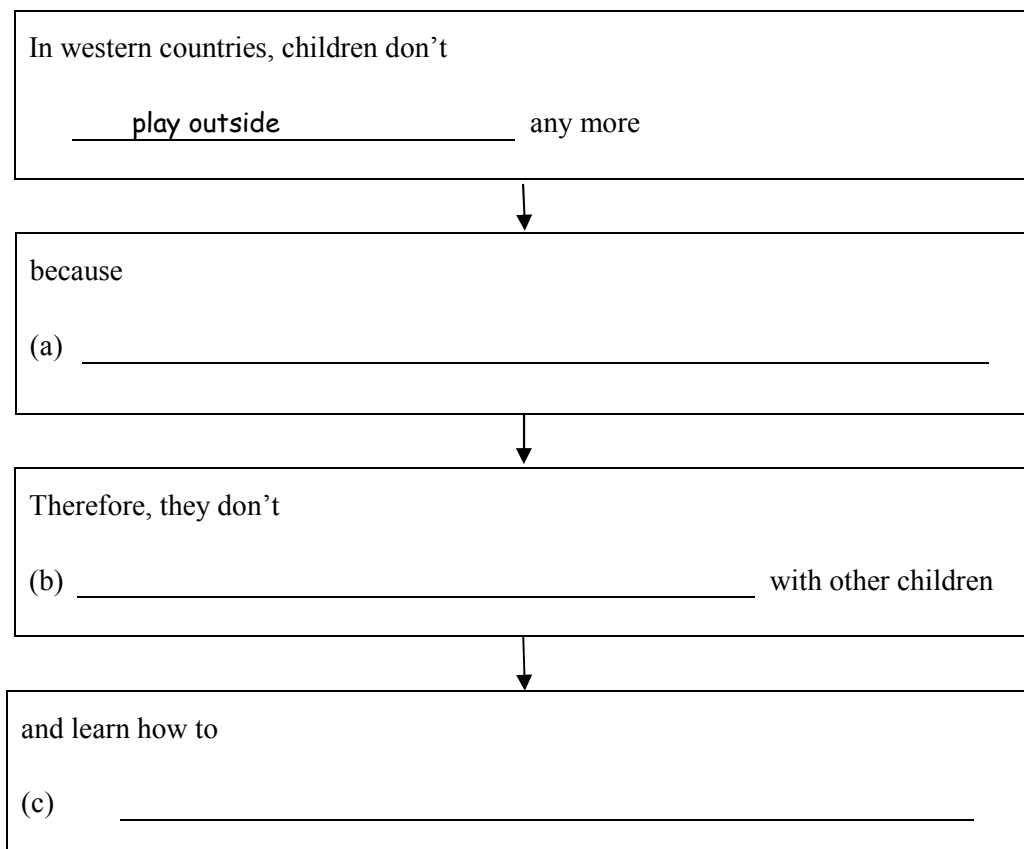 In western countries, children don’t
play outside any more
because
(a)
Therefore, they don’t
(b) with other children
and learn how to
(c)